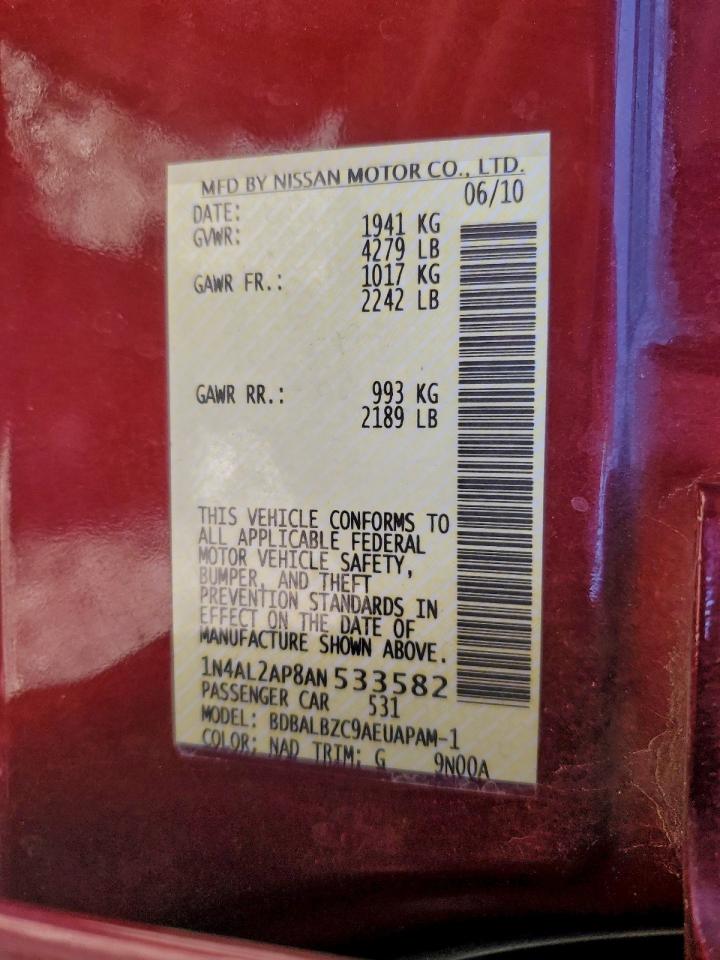 MFD BY NISSAN MOTOR CO., LTD.
DATE: 06/10
GVWR: 1941 KG
4279 LB
GAWR FR.: 1017 KG
2242 LB
GAWR RR.: 993 KG
2189 LB
THIS VEHICLE CONFORMS TO
ALL APPLICABLE FEDERAL
MOTOR VEHICLE SAFETY,
BUMPER, AND THEFT
PREVENTION STANDARDS IN
EFFECT ON THE DATE OF
MANUFACTURE SHOWN ABOVE.
1N4AL2AP8AN533582
PASSENGER CAR 531
MODEL: BDBALBZC9AEUAPAM-1
COLOR: NAD TRIM: G 9N00A